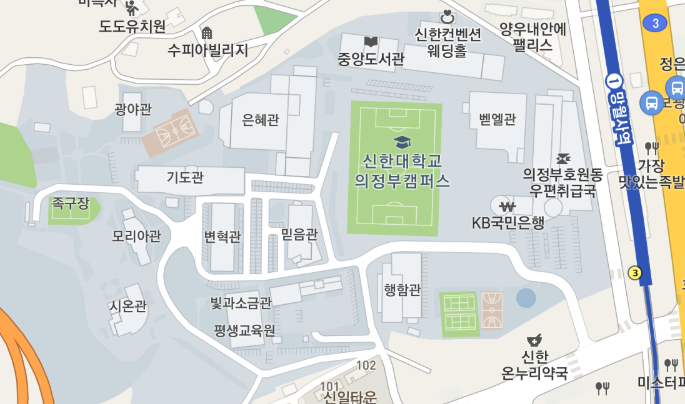 도도유치원
수피아빌리지
중앙도서관
신한컨벤션
웨딩홀
양우내안애
팰리스
3
정은
1 망월사역
광야관
은혜관
벧엘관
신한대학교
의정부캠퍼스
가장
맛있는족발
의정부호원동
우편취급국
기도관
족구장
KB국민은행
모리아관
변혁관
믿음관
3
행함관
시온관
빛과소금관
평생교육원
신한
온누리약국
102
101
신일타운
미스터피